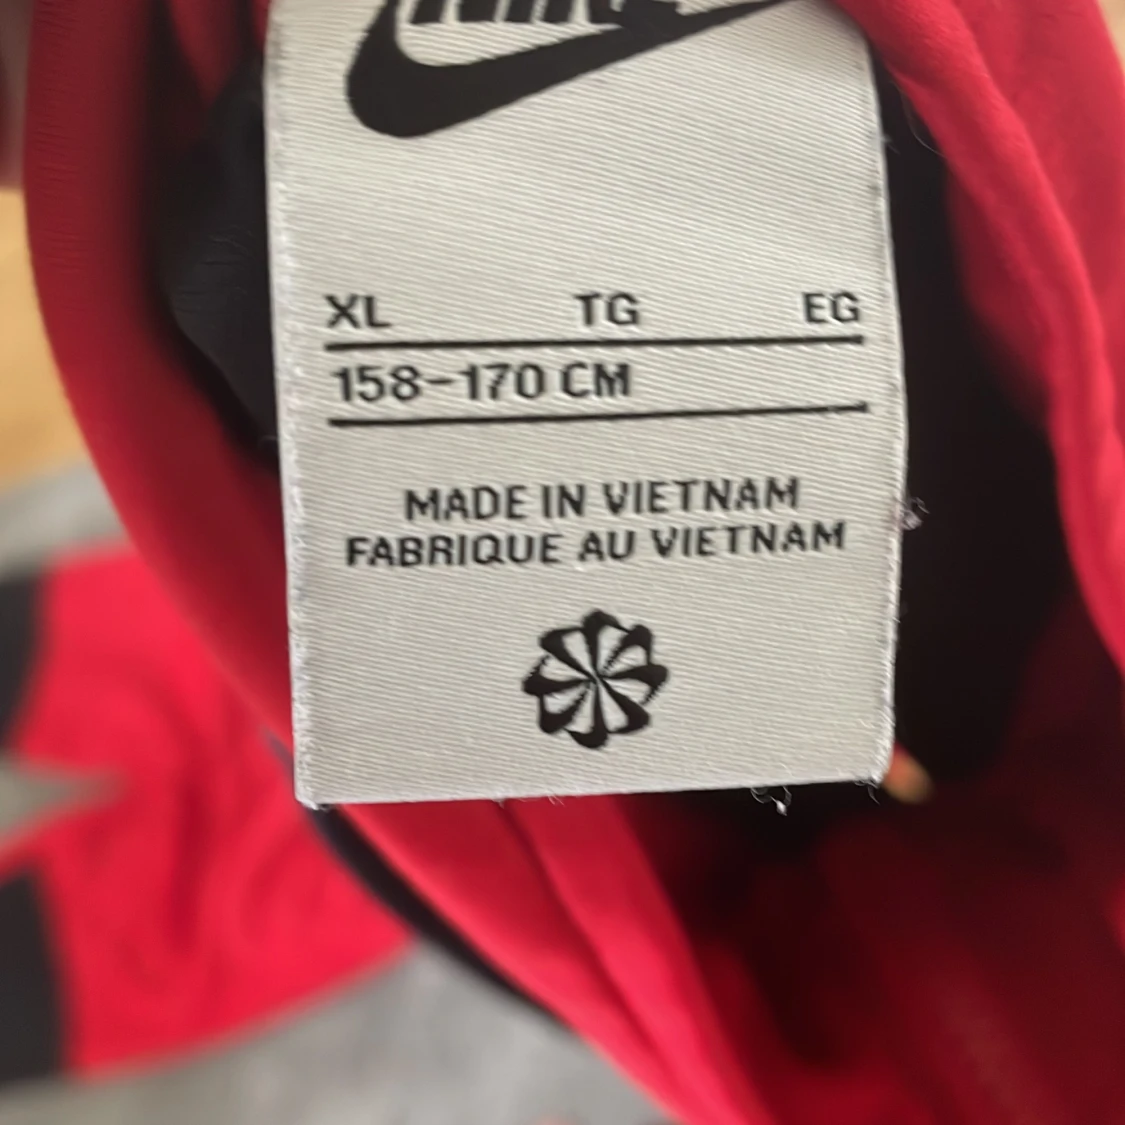 XL TG EG
158-170 CM
MADE IN VIETNAM
FABRIQUE AU VIETNAM